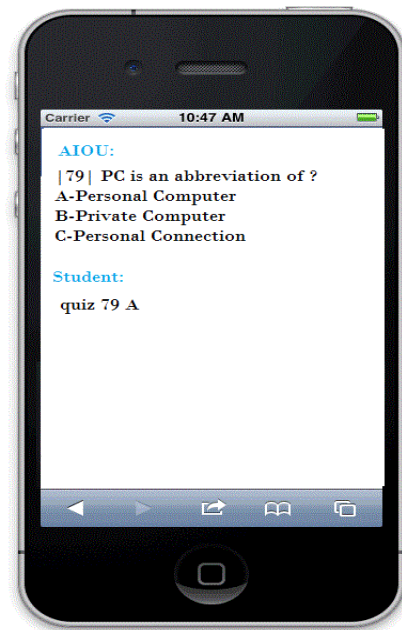 Carrier 10:47 AM
AIOU:
|79| PC is an abbreviation of ?
A-Personal Computer
B-Private Computer
C-Personal Connection
Student:
quiz 79 A